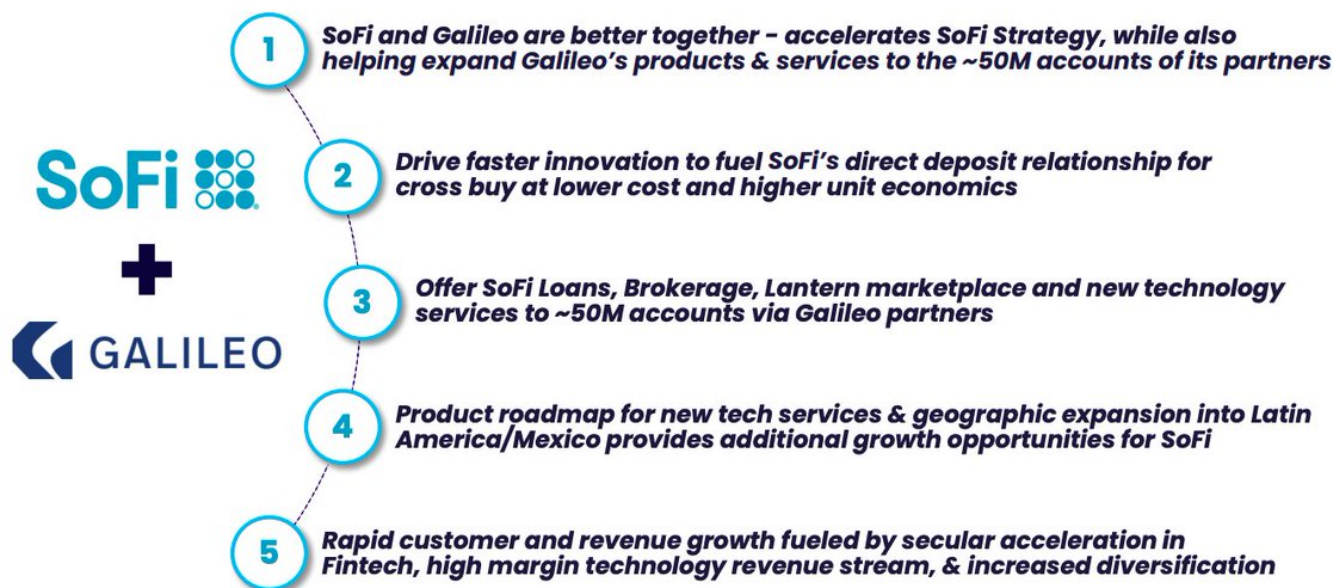 1
SoFi and Galileo are better together - accelerates SoFi Strategy, while also
helping expand Galileo's products & services to the ~50M accounts of its partners
SoFi
2
Drive faster innovation to fuel SoFi's direct deposit relationship for
cross buy at lower cost and higher unit economics
+
3
Offer SoFi Loans, Brokerage, Lantern marketplace and new technology
services to ~50M accounts via Galileo partners
GALILEO
4
Product roadmap for new tech services & geographic expansion into Latin
America/Mexico provides additional growth opportunities for SoFi
5
Rapid customer and revenue growth fueled by secular acceleration in
Fintech, high margin technology revenue stream, & increased diversification